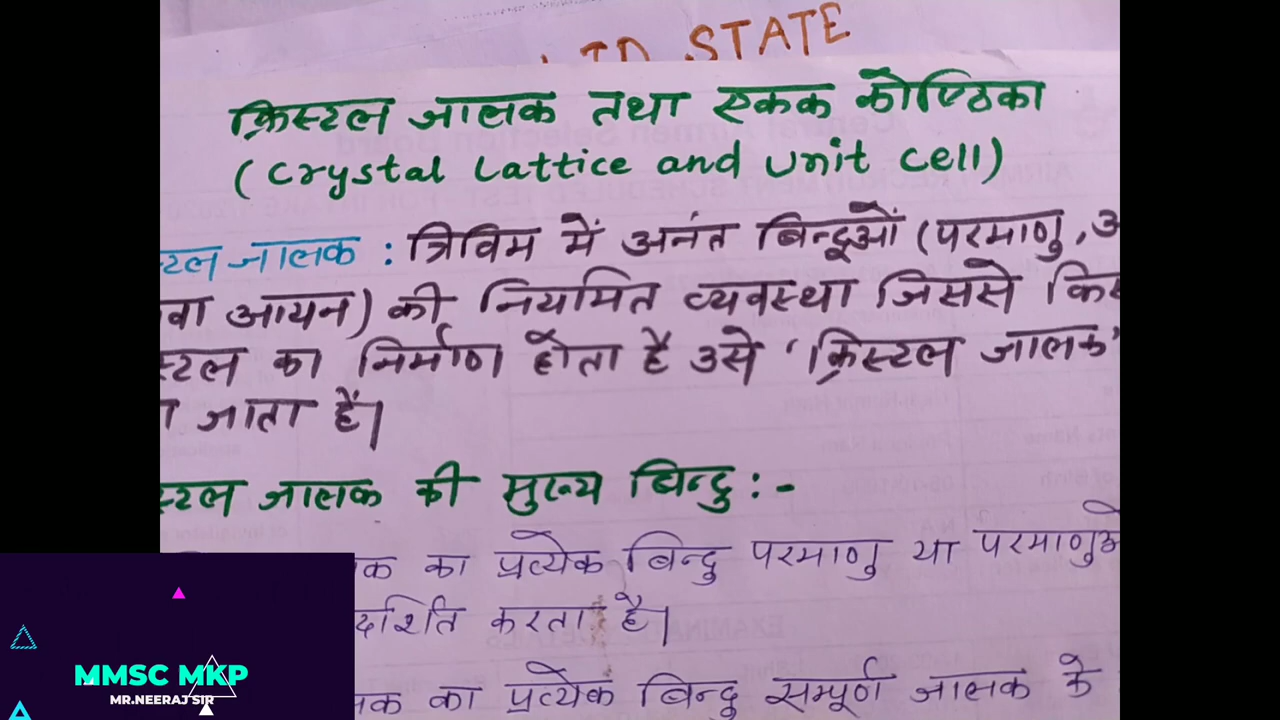 STATE
क्रिस्टल जालक तथा एकक कोष्ठिका
(Crystal Lattice and Unit Cell)
स्टल जालक : त्रिविम में अनंत बिन्दूओं (परमाणु, अ
वा आयन) की नियमित व्यवस्था जिससे किस
स्टल का निर्माण होता है उसे 'क्रिस्टल जालक'
जाता हैं।
स्टल जालक की मुख्य बिन्दु :-
क का प्रत्येक बिन्दु परमाणु या परमाणुओ
दर्शित करता है।
लक का प्रत्येक बिन्दु सम्पूर्ण जालक के
MMSC MKP
MR.NEERAJ SIR